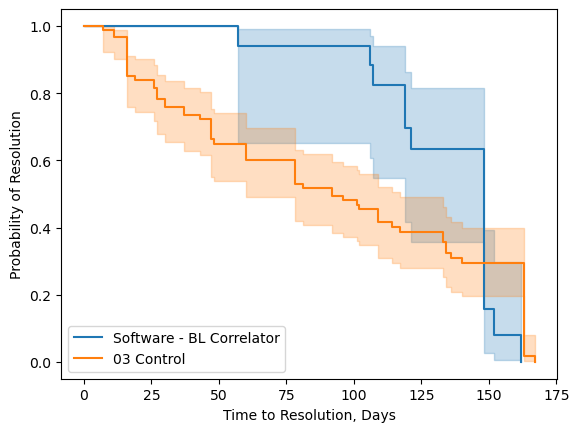 1.0
0.8
0.6
0.4
0.2
0.0
Probability of Resolution
Software - BL Correlator
03 Control
0 25 50 75 100 125 150 175
Time to Resolution, Days